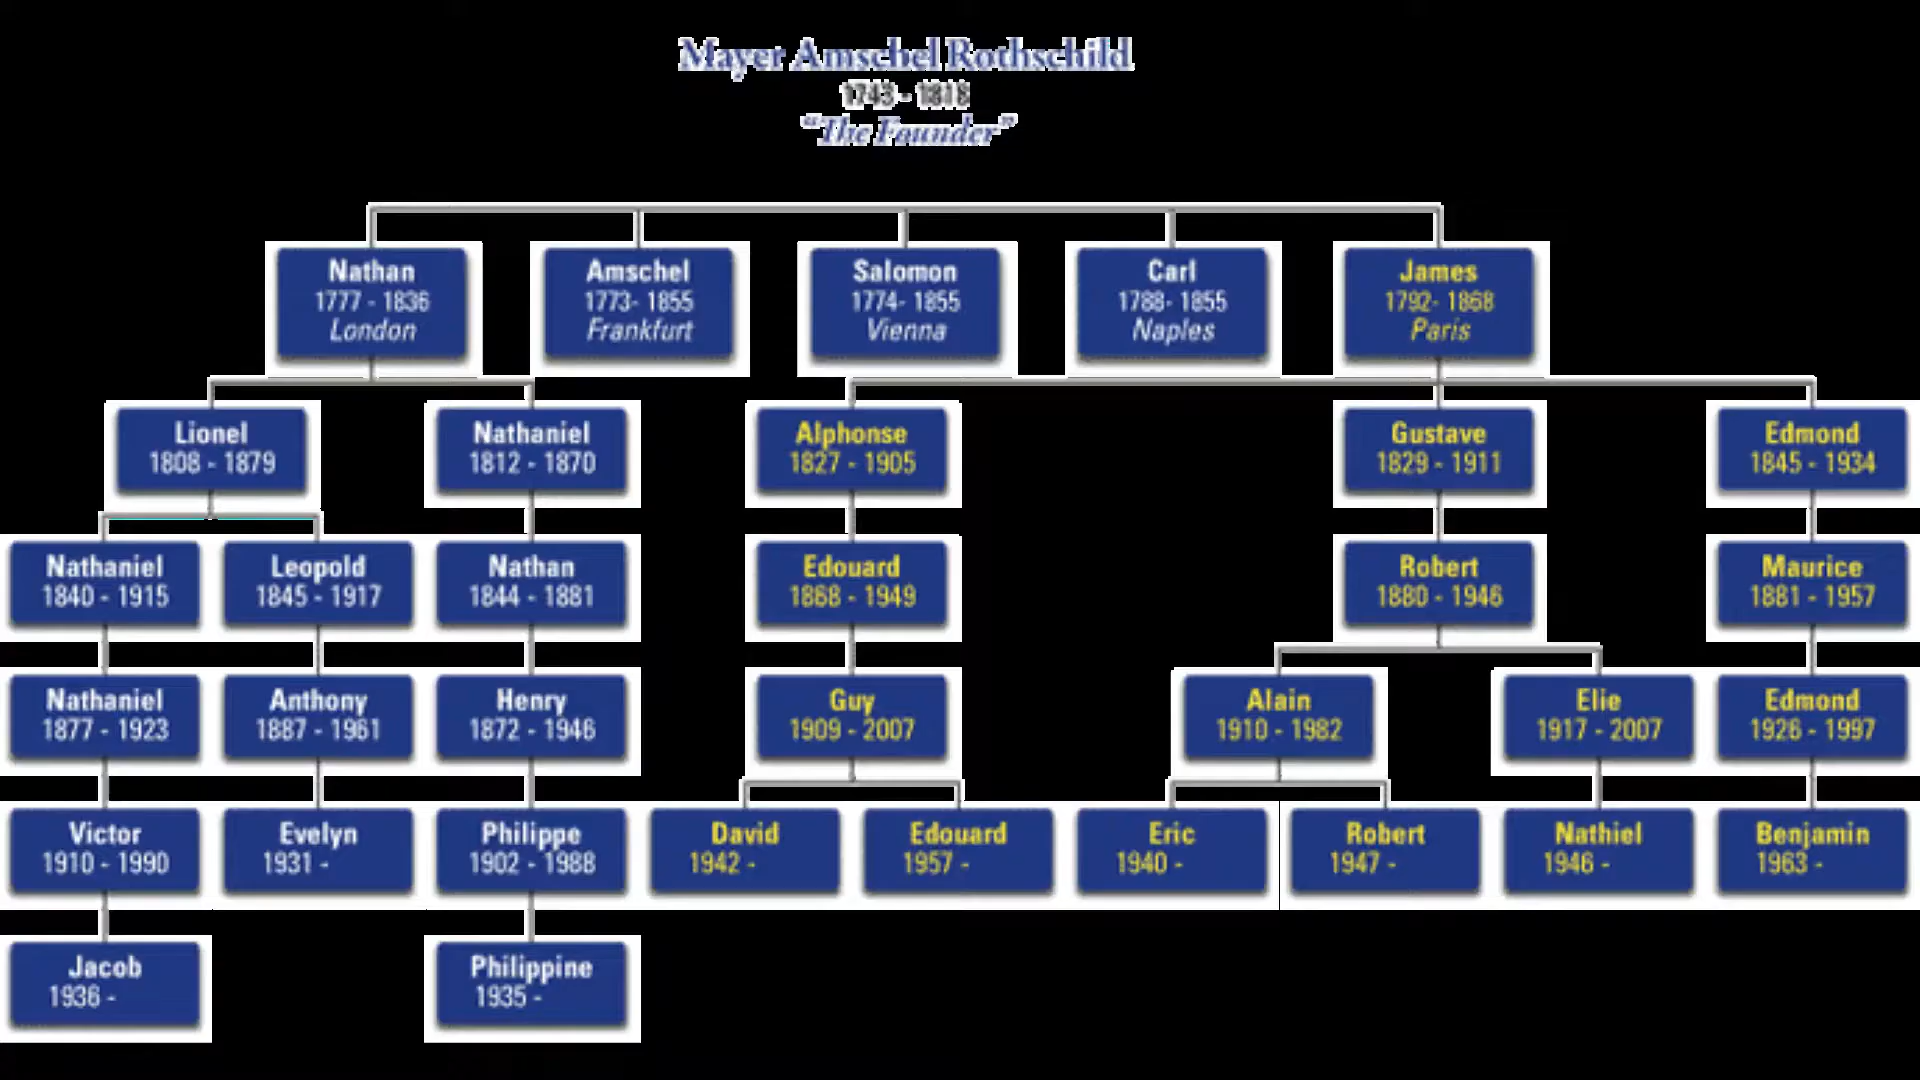 Mayer Amschel Rothschild
1743 - 1818
“The Founder”
Nathan
1777 - 1836
London
Amschel
1773- 1855
Frankfurt
Salomon
1774- 1855
Vienna
Carl
1788- 1855
Naples
James
1792- 1868
Paris
Lionel
1808 - 1879
Nathaniel
1812 - 1870
Alphonse
1827 - 1905
Gustave
1829 - 1911
Edmond
1845 - 1934
Nathaniel
1840 - 1915
Leopold
1845 - 1917
Nathan
1844 - 1881
Edouard
1868 - 1949
Robert
1880 - 1946
Maurice
1881 - 1957
Nathaniel
1877 - 1923
Anthony
1887 - 1961
Henry
1872 - 1946
Guy
1909 - 2007
Alain
1910 - 1982
Elie
1917 - 2007
Edmond
1926 - 1997
Victor
1910 - 1990
Evelyn
1931 -
Philippe
1902 - 1988
David
1942 -
Edouard
1957 -
Eric
1940 -
Robert
1947 -
Nathiel
1946 -
Benjamin
1963 -
Jacob
1936 -
Philippine
1935 -